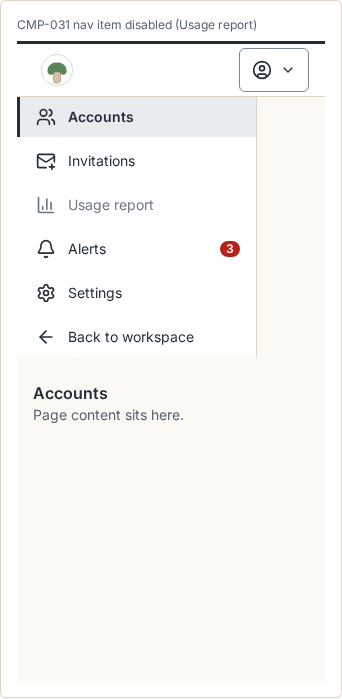 CMP-031 nav item disabled (Usage report)
Accounts
Invitations
Usage report
Alerts 3
Settings
Back to workspace
Accounts
Page content sits here.